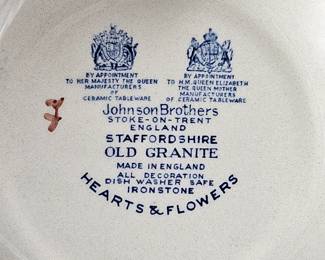 BY APPOINTMENT
TO HER MAJESTY THE QUEEN
MANUFACTURERS
OF
CERAMIC TABLEWARE
BY APPOINTMENT
TO H.M. QUEEN ELIZABETH
THE QUEEN MOTHER
MANUFACTURERS
OF CERAMIC TABLEWARE
Johnson Brothers
STOKE-ON-TRENT
ENGLAND
STAFFORDSHIRE
OLD GRANITE
MADE IN ENGLAND
ALL DECORATION
DISH WASHER SAFE
IRONSTONE
HEARTS & FLOWERS